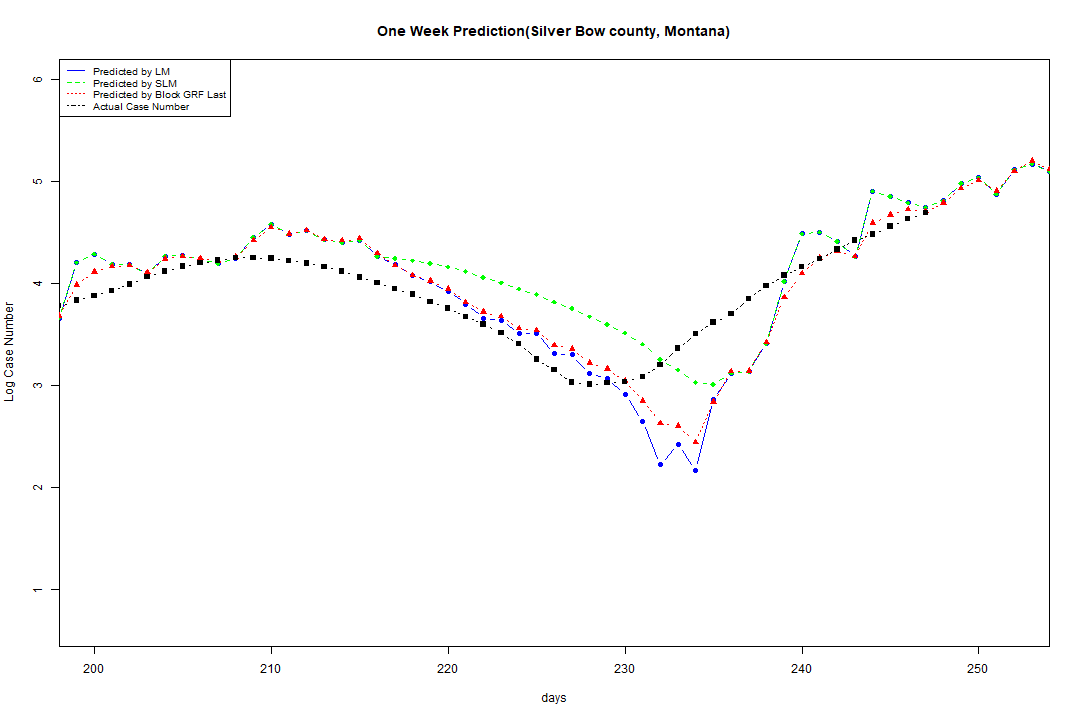 One Week Prediction(Silver Bow county, Montana)
Predicted by LM
Predicted by SLM
Predicted by Block GRF Last
Actual Case Number
6
5
4
3
2
1
Log Case Number
200 210 220 230 240 250
days